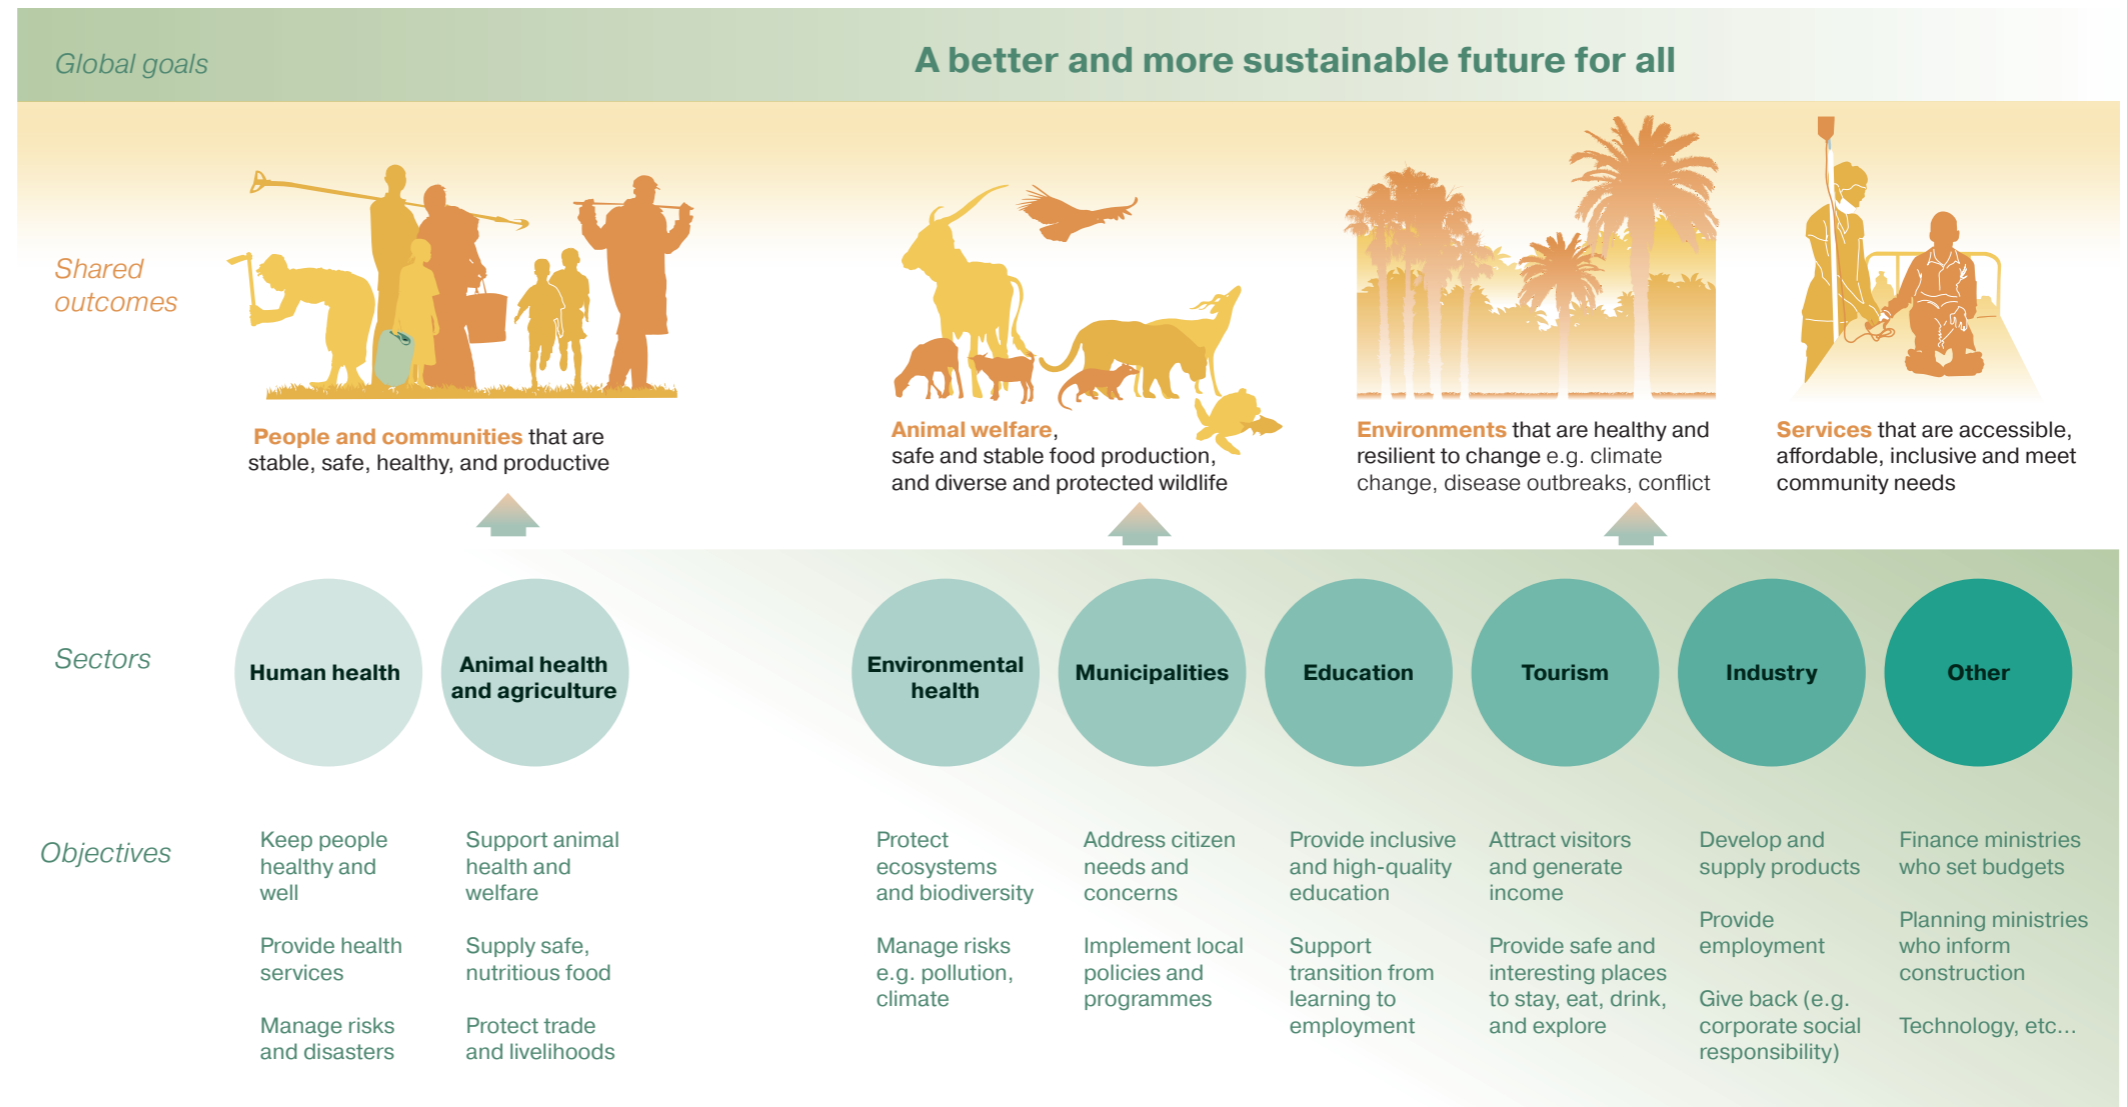 Global goals
A better and more sustainable future for all
Shared
outcomes
People and communities that are
stable, safe, healthy, and productive
Animal welfare,
safe and stable food production,
and diverse and protected wildlife
Environments that are healthy and
resilient to change e.g. climate
change, disease outbreaks, conflict
Services that are accessible,
affordable, inclusive and meet
community needs
Sectors
Human health
Animal health
and agriculture
Environmental
health
Municipalities
Education
Tourism
Industry
Other
Objectives
Keep people
healthy and
well
Provide health
services
Manage risks
and disasters
Support animal
health and
welfare
Supply safe,
nutritious food
Protect trade
and livelihoods
Protect
ecosystems
and biodiversity
Manage risks
e.g. pollution,
climate
Address citizen
needs and
concerns
Implement local
policies and
programmes
Provide inclusive
and high-quality
education
Support
transition from
learning to
employment
Attract visitors
and generate
income
Provide safe and
interesting places
to stay, eat, drink,
and explore
Develop and
supply products
Provide
employment
Give back (e.g.
corporate social
responsibility)
Finance ministries
who set budgets
Planning ministries
who inform
construction
Technology, etc...